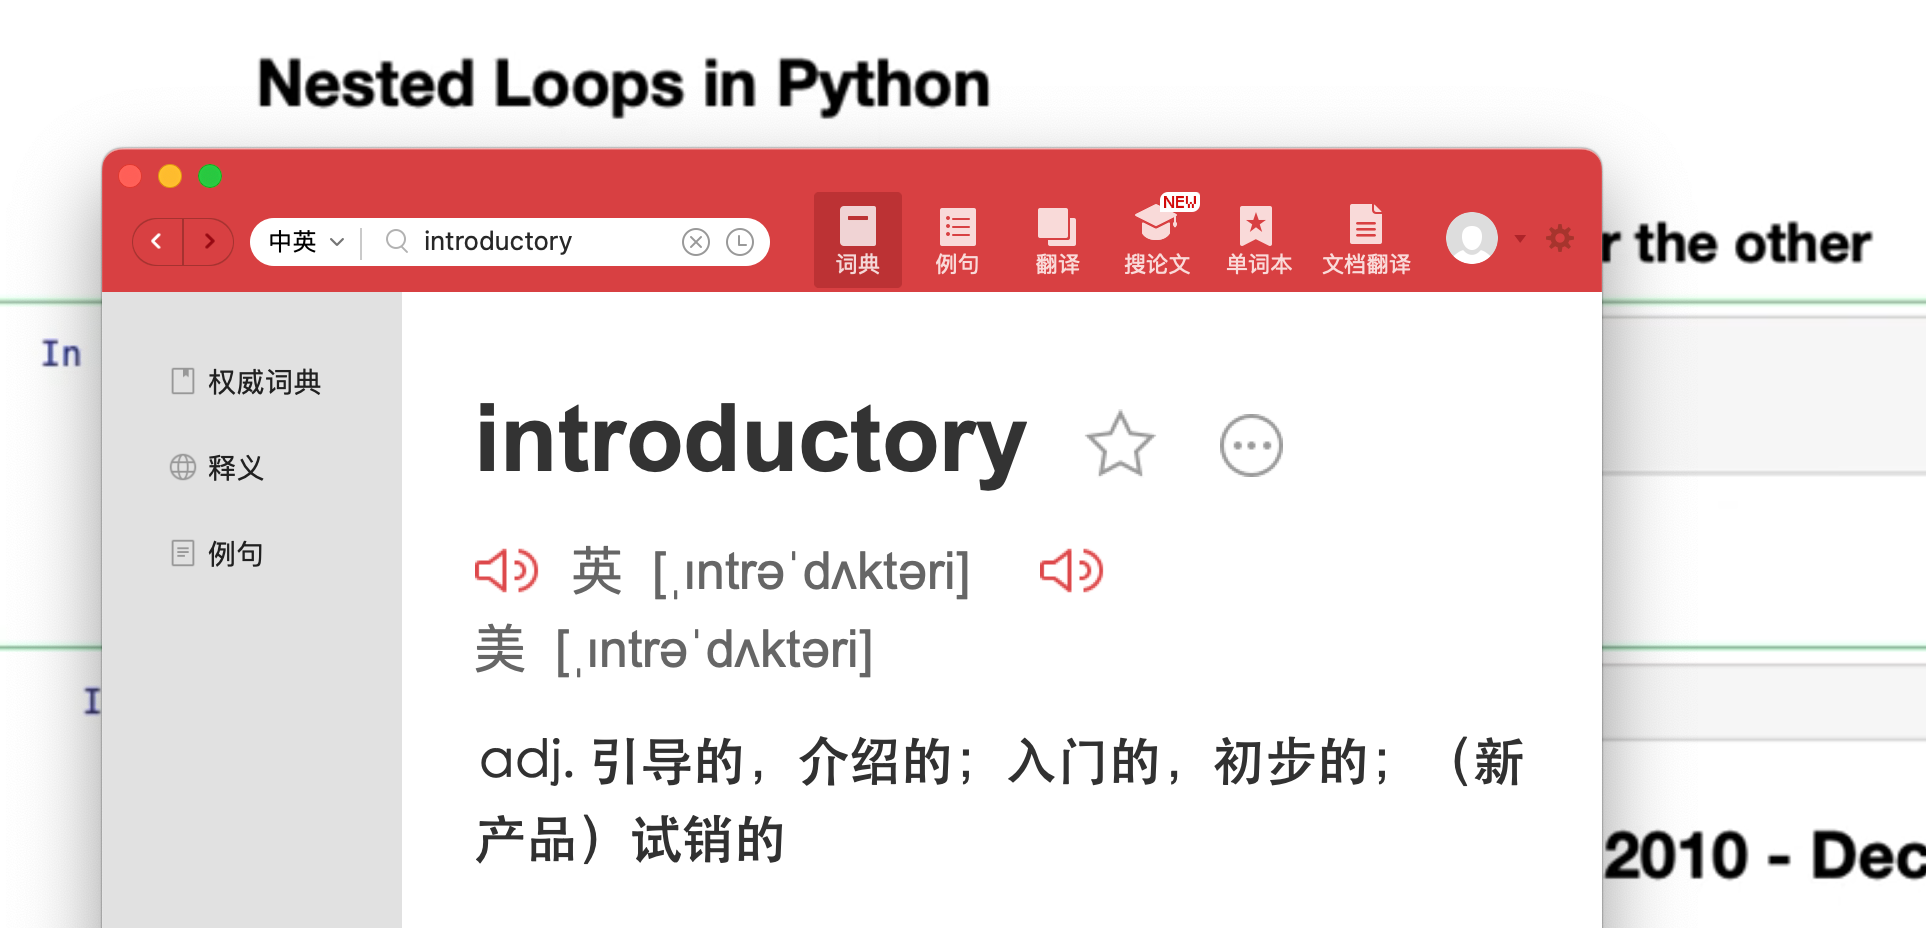 Nested Loops in Python
r the other
中英
introductory
词典
例句
翻译
NEW
搜论文
单词本
文档翻译
In
权威词典
释义
例句
introductory
英 [ˌɪntrəˈdʌktəri]
美 [ˌɪntrəˈdʌktəri]
adj. 引导的，介绍的；入门的，初步的；（新
产品）试销的
I
2010 - Dec